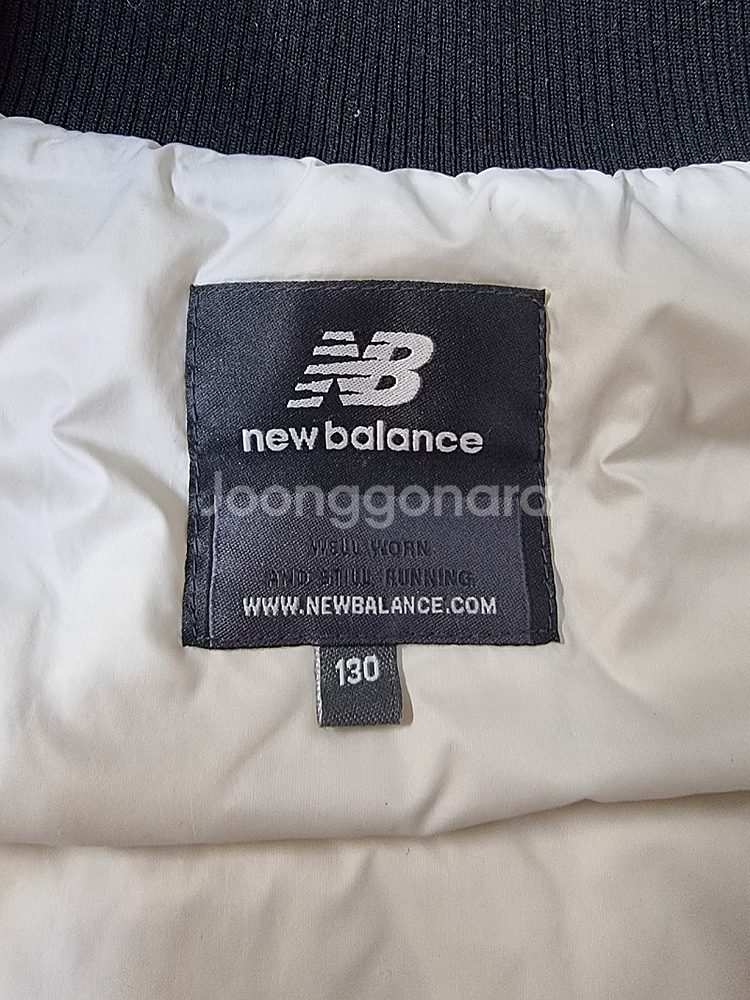 NB
new balance
Joonggonara
WELL WORN
AND STILL RUNNING
WWW.NEWBALANCE.COM
130